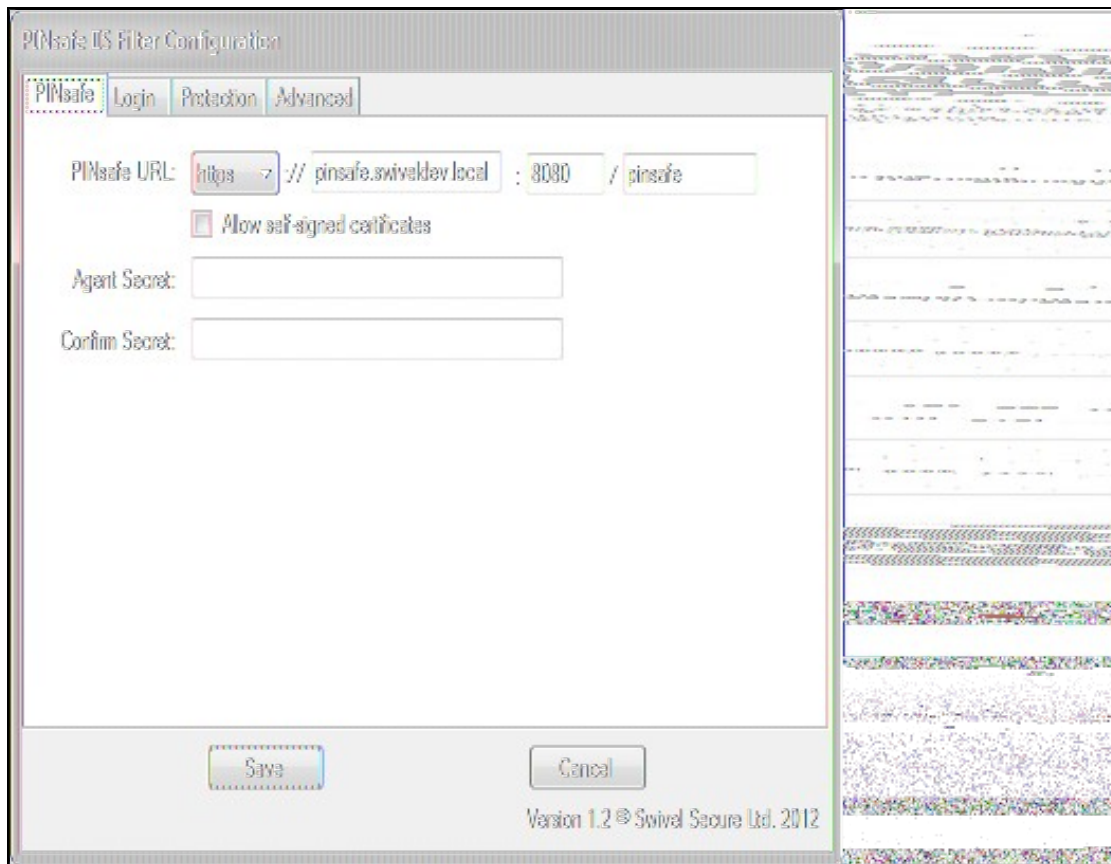 PINsafe IIS Filter Configuration
PINsafe Login Protection Advanced
PINsafe URL: https :// pinsafe.swiveldev.local : 8080 / pinsafe
Allow self-signed certificates
Agent Secret:
Confirm Secret:
Save Cancel
Version 1.2 © Swivel Secure Ltd. 2012